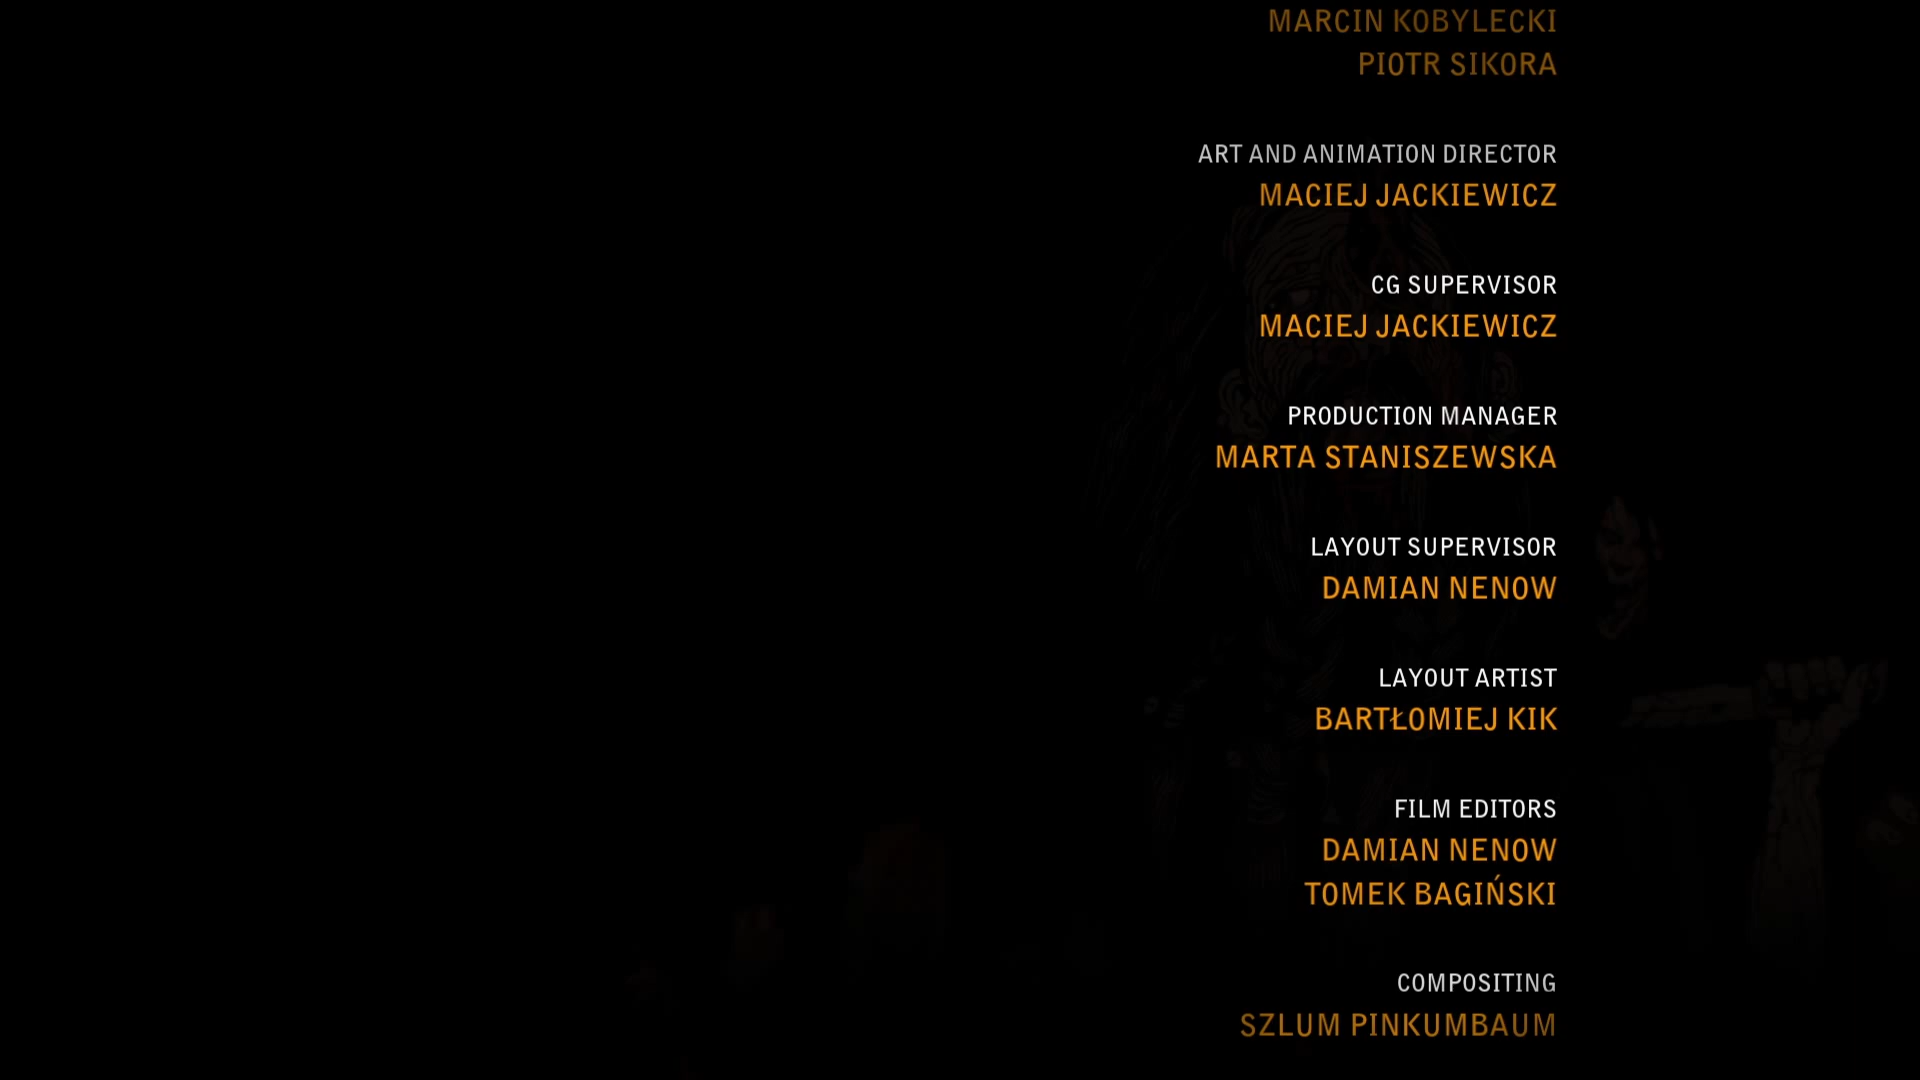 MARCIN KOBYLECKI
PIOTR SIKORA
ART AND ANIMATION DIRECTOR
MACIEJ JACKIEWICZ
CG SUPERVISOR
MACIEJ JACKIEWICZ
PRODUCTION MANAGER
MARTA STANISZEWSKA
LAYOUT SUPERVISOR
DAMIAN NENOW
LAYOUT ARTIST
BARTŁOMIEJ KIK
FILM EDITORS
DAMIAN NENOW
TOMEK BAGIŃSKI
COMPOSITING
SZLUM PINKUMBAUM